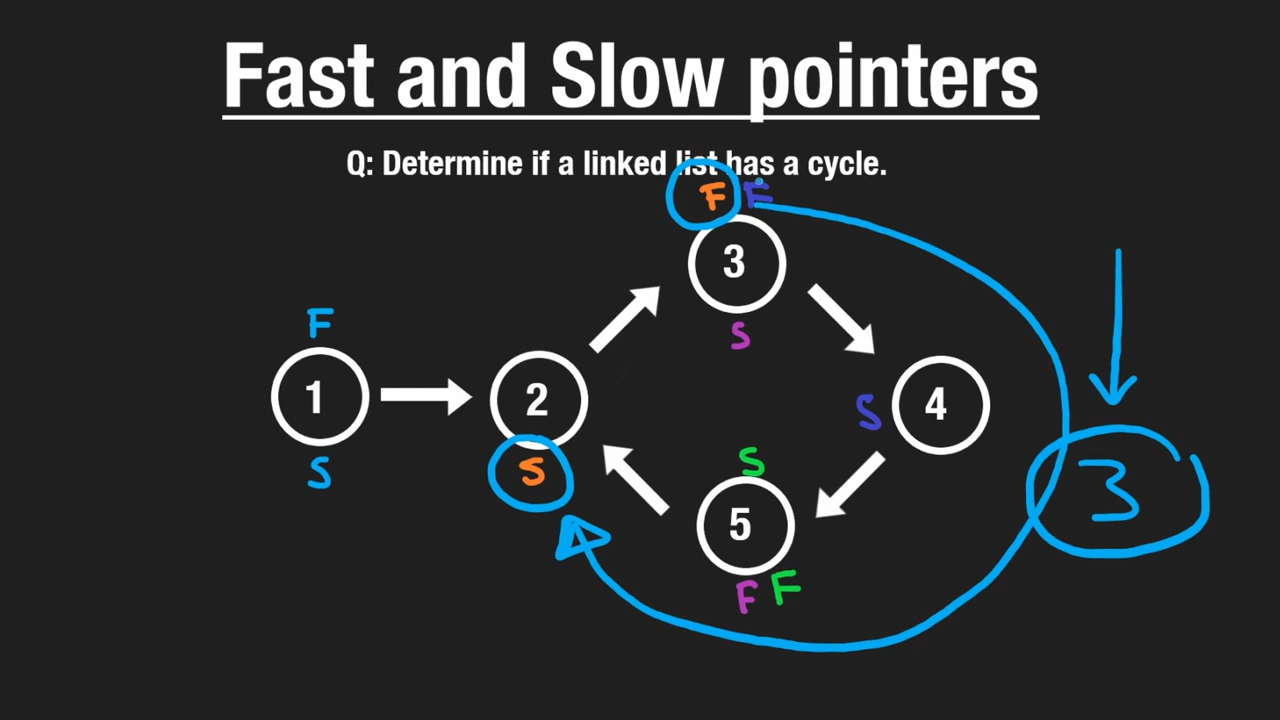 Fast and Slow pointers
Q: Determine if a linked list has a cycle.
F F
3
S
F
1
S
2
S
S
4
S
5
F F
3